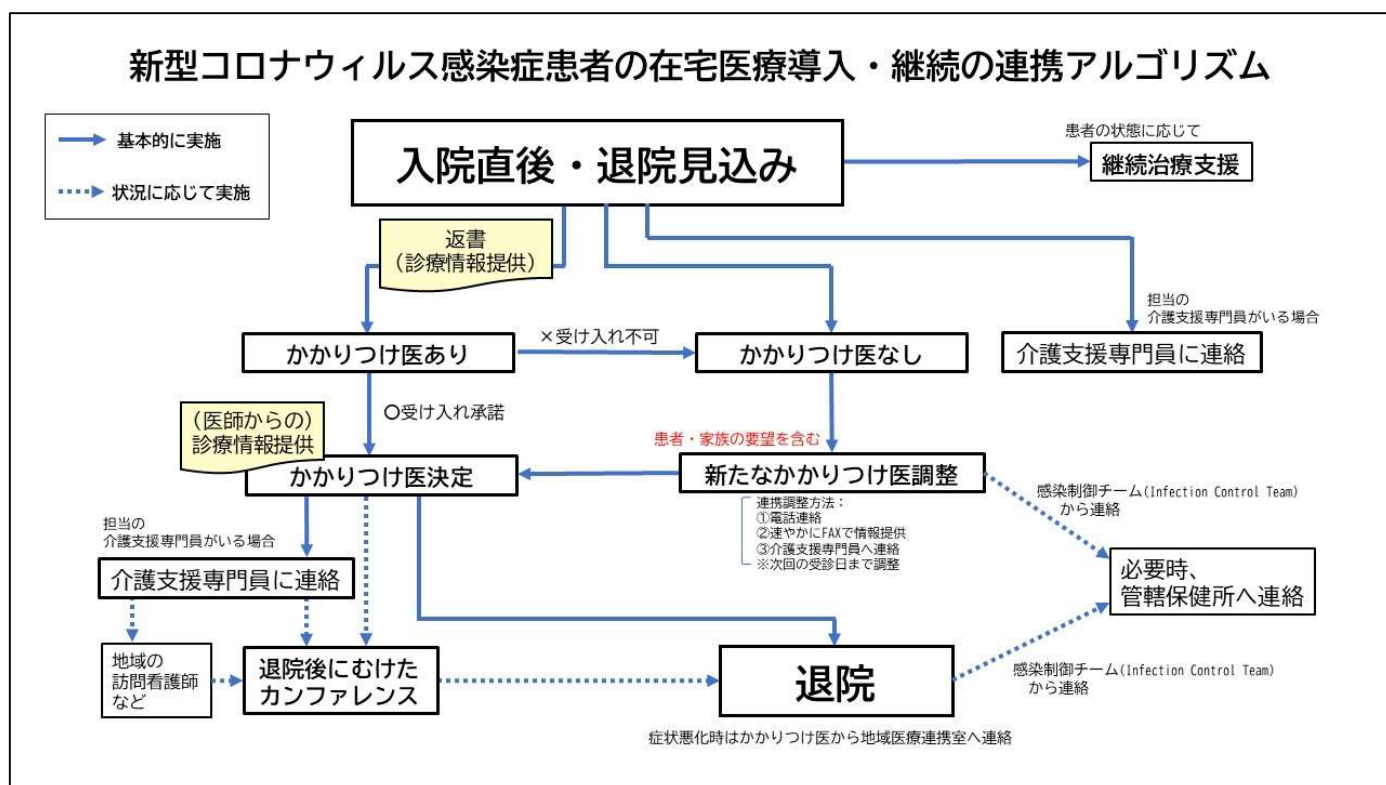 新型コロナウィルス感染症患者の在宅医療導入・継続の連携アルゴリズム
基本的に実施
状況に応じて実施
入院直後・退院見込み
患者の状態に応じて
継続治療支援
返書
(診療情報提供)
担当の
介護支援専門員がいる場合
かかりつけ医あり
×受け入れ不可
かかりつけ医なし
介護支援専門員に連絡
〇受け入れ承諾
(医師からの)
診療情報提供
患者・家族の要望を含む
かかりつけ医決定
新たなかかりつけ医調整
連携調整方法：
①電話連絡
②速やかにFAXで情報提供
③介護支援専門員へ連絡
※次回の受診日まで調整
感染制御チーム(Infection Control Team)
から連絡
担当の
介護支援専門員がいる場合
介護支援専門員に連絡
必要時、
管轄保健所へ連絡
地域の
訪問看護師
など
退院後にむけた
カンファレンス
退院
感染制御チーム(Infection Control Team)
から連絡
症状悪化時はかかりつけ医から地域医療連携室へ連絡